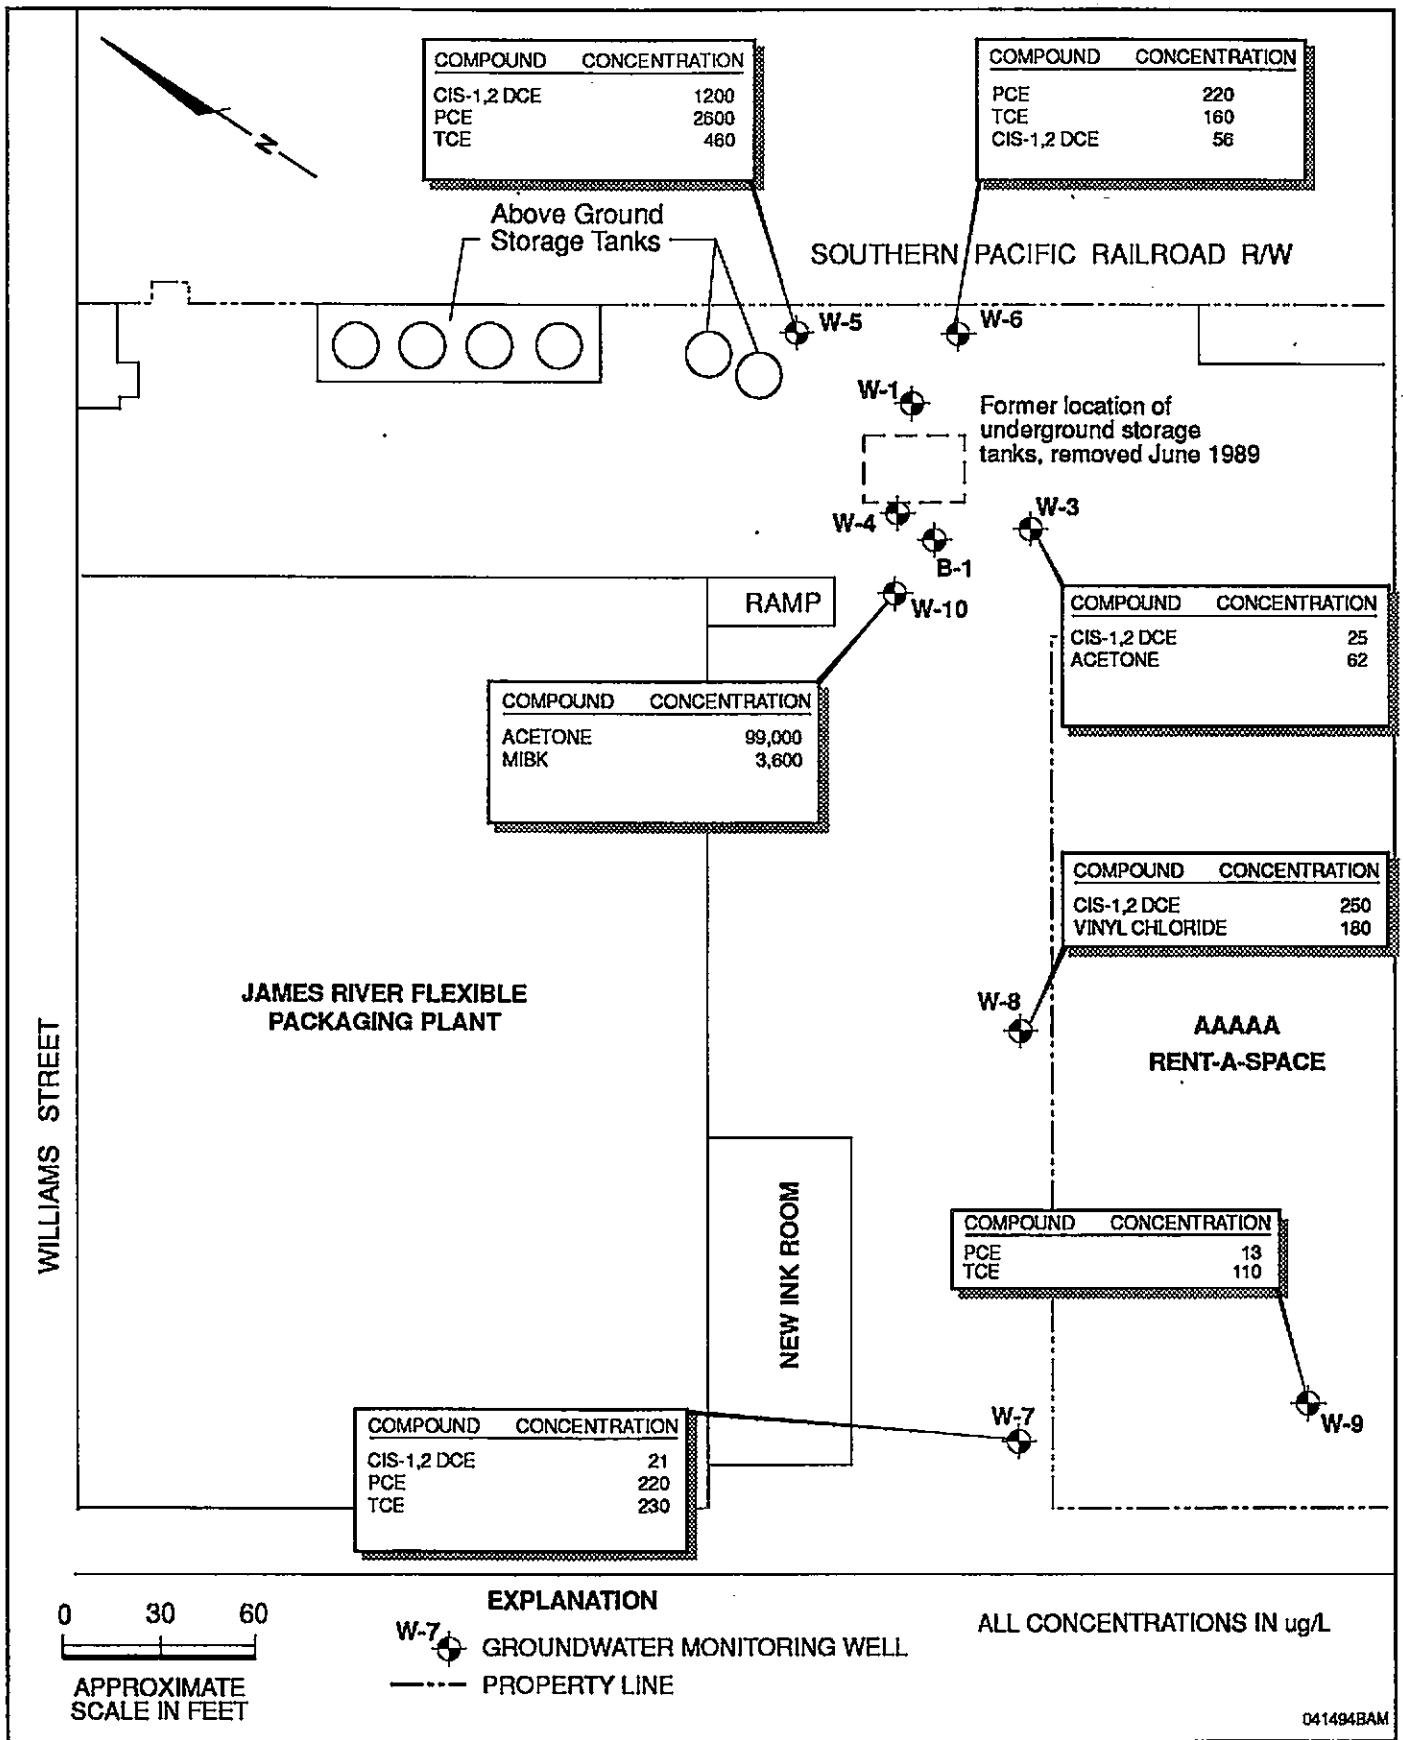 COMPOUND CONCENTRATION
CIS-1,2 DCE 1200
PCE 2600
TCE 460
COMPOUND CONCENTRATION
PCE 220
TCE 160
CIS-1,2 DCE 56
N
Above Ground
Storage Tanks
SOUTHERN PACIFIC RAILROAD R/W
W-5
W-6
W-1
Former location of
underground storage
tanks, removed June 1989
W-4
W-3
B-1
RAMP
W-10
COMPOUND CONCENTRATION
CIS-1,2 DCE 25
ACETONE 62
COMPOUND CONCENTRATION
ACETONE 99,000
MIBK 3,600
COMPOUND CONCENTRATION
CIS-1,2 DCE 250
VINYL CHLORIDE 180
JAMES RIVER FLEXIBLE
PACKAGING PLANT
W-8
AAAAA
RENT-A-SPACE
WILLIAMS STREET
NEW INK ROOM
COMPOUND CONCENTRATION
PCE 13
TCE 110
W-9
W-7
COMPOUND CONCENTRATION
CIS-1,2 DCE 21
PCE 220
TCE 230
0 30 60
APPROXIMATE
SCALE IN FEET
EXPLANATION
W-7 GROUNDWATER MONITORING WELL
PROPERTY LINE
ALL CONCENTRATIONS IN ug/L
041494BAM